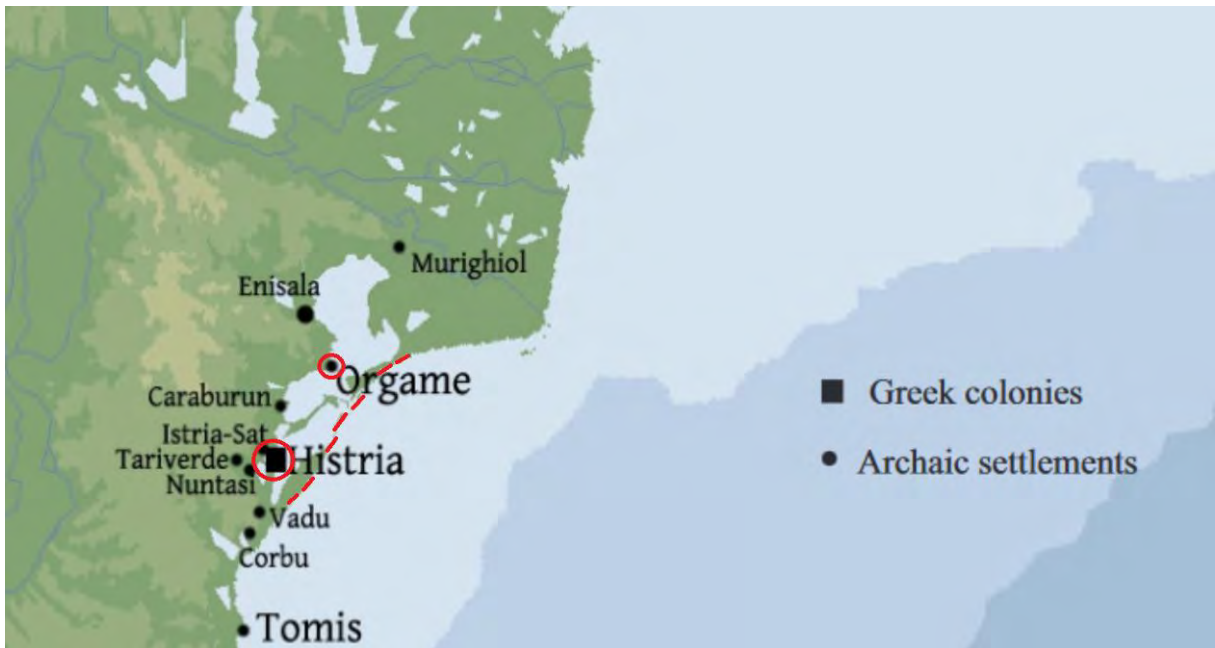 Murighiol
Enisala
Orgame
Greek colonies
Caraburun
Istria-Sat
Tariverde
Histria
Archaic settlements
Nuntasi
Vadu
Corbu
Tomis